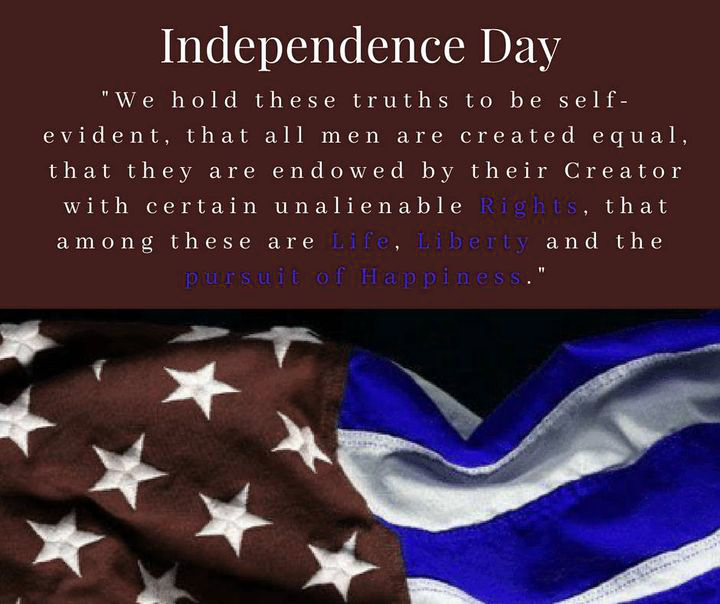 Independence Day
"We hold these truths to be self-
evident, that all men are created equal,
that they are endowed by their Creator
with certain unalienable Rights, that
among these are Life, Liberty and the
pursuit of Happiness."